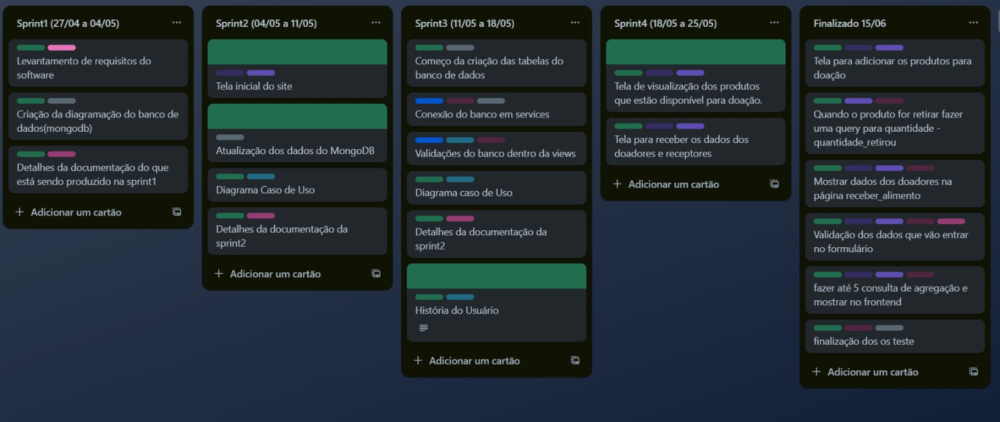 Sprint1 (27/04 a 04/05)
Levantamento de requisitos do
software
Criação da diagramação do banco de
dados(mongodb)
Detalhes da documentação do que
está sendo produzido na sprint1
Adicionar um cartão
Sprint2 (04/05 a 11/05)
Tela inicial do site
Atualização dos dados do MongoDB
Diagrama Caso de Uso
Detalhes da documentação da
sprint2
Adicionar um cartão
Sprint3 (11/05 a 18/05)
Começo da criação das tabelas do
banco de dados
Conexão do banco em services
Validações do banco dentro da views
Diagrama caso de Uso
Detalhes da documentação da
sprint2
História do Usuário
Adicionar um cartão
Sprint4 (18/05 a 25/05)
Tela de visualização dos produtos
que estão disponível para doação.
Tela para receber os dados dos
doadores e receptores
Adicionar um cartão
Finalizado 15/06
Tela para adicionar os produtos para
doação
Quando o produto for retirar fazer
uma query para quantidade -
quantidade_retirou
Mostrar dados dos doadores na
página receber_alimento
Validação dos dados que vão entrar
no formulário
fazer até 5 consulta de agregação e
mostrar no frontend
finalização dos os teste
Adicionar um cartão